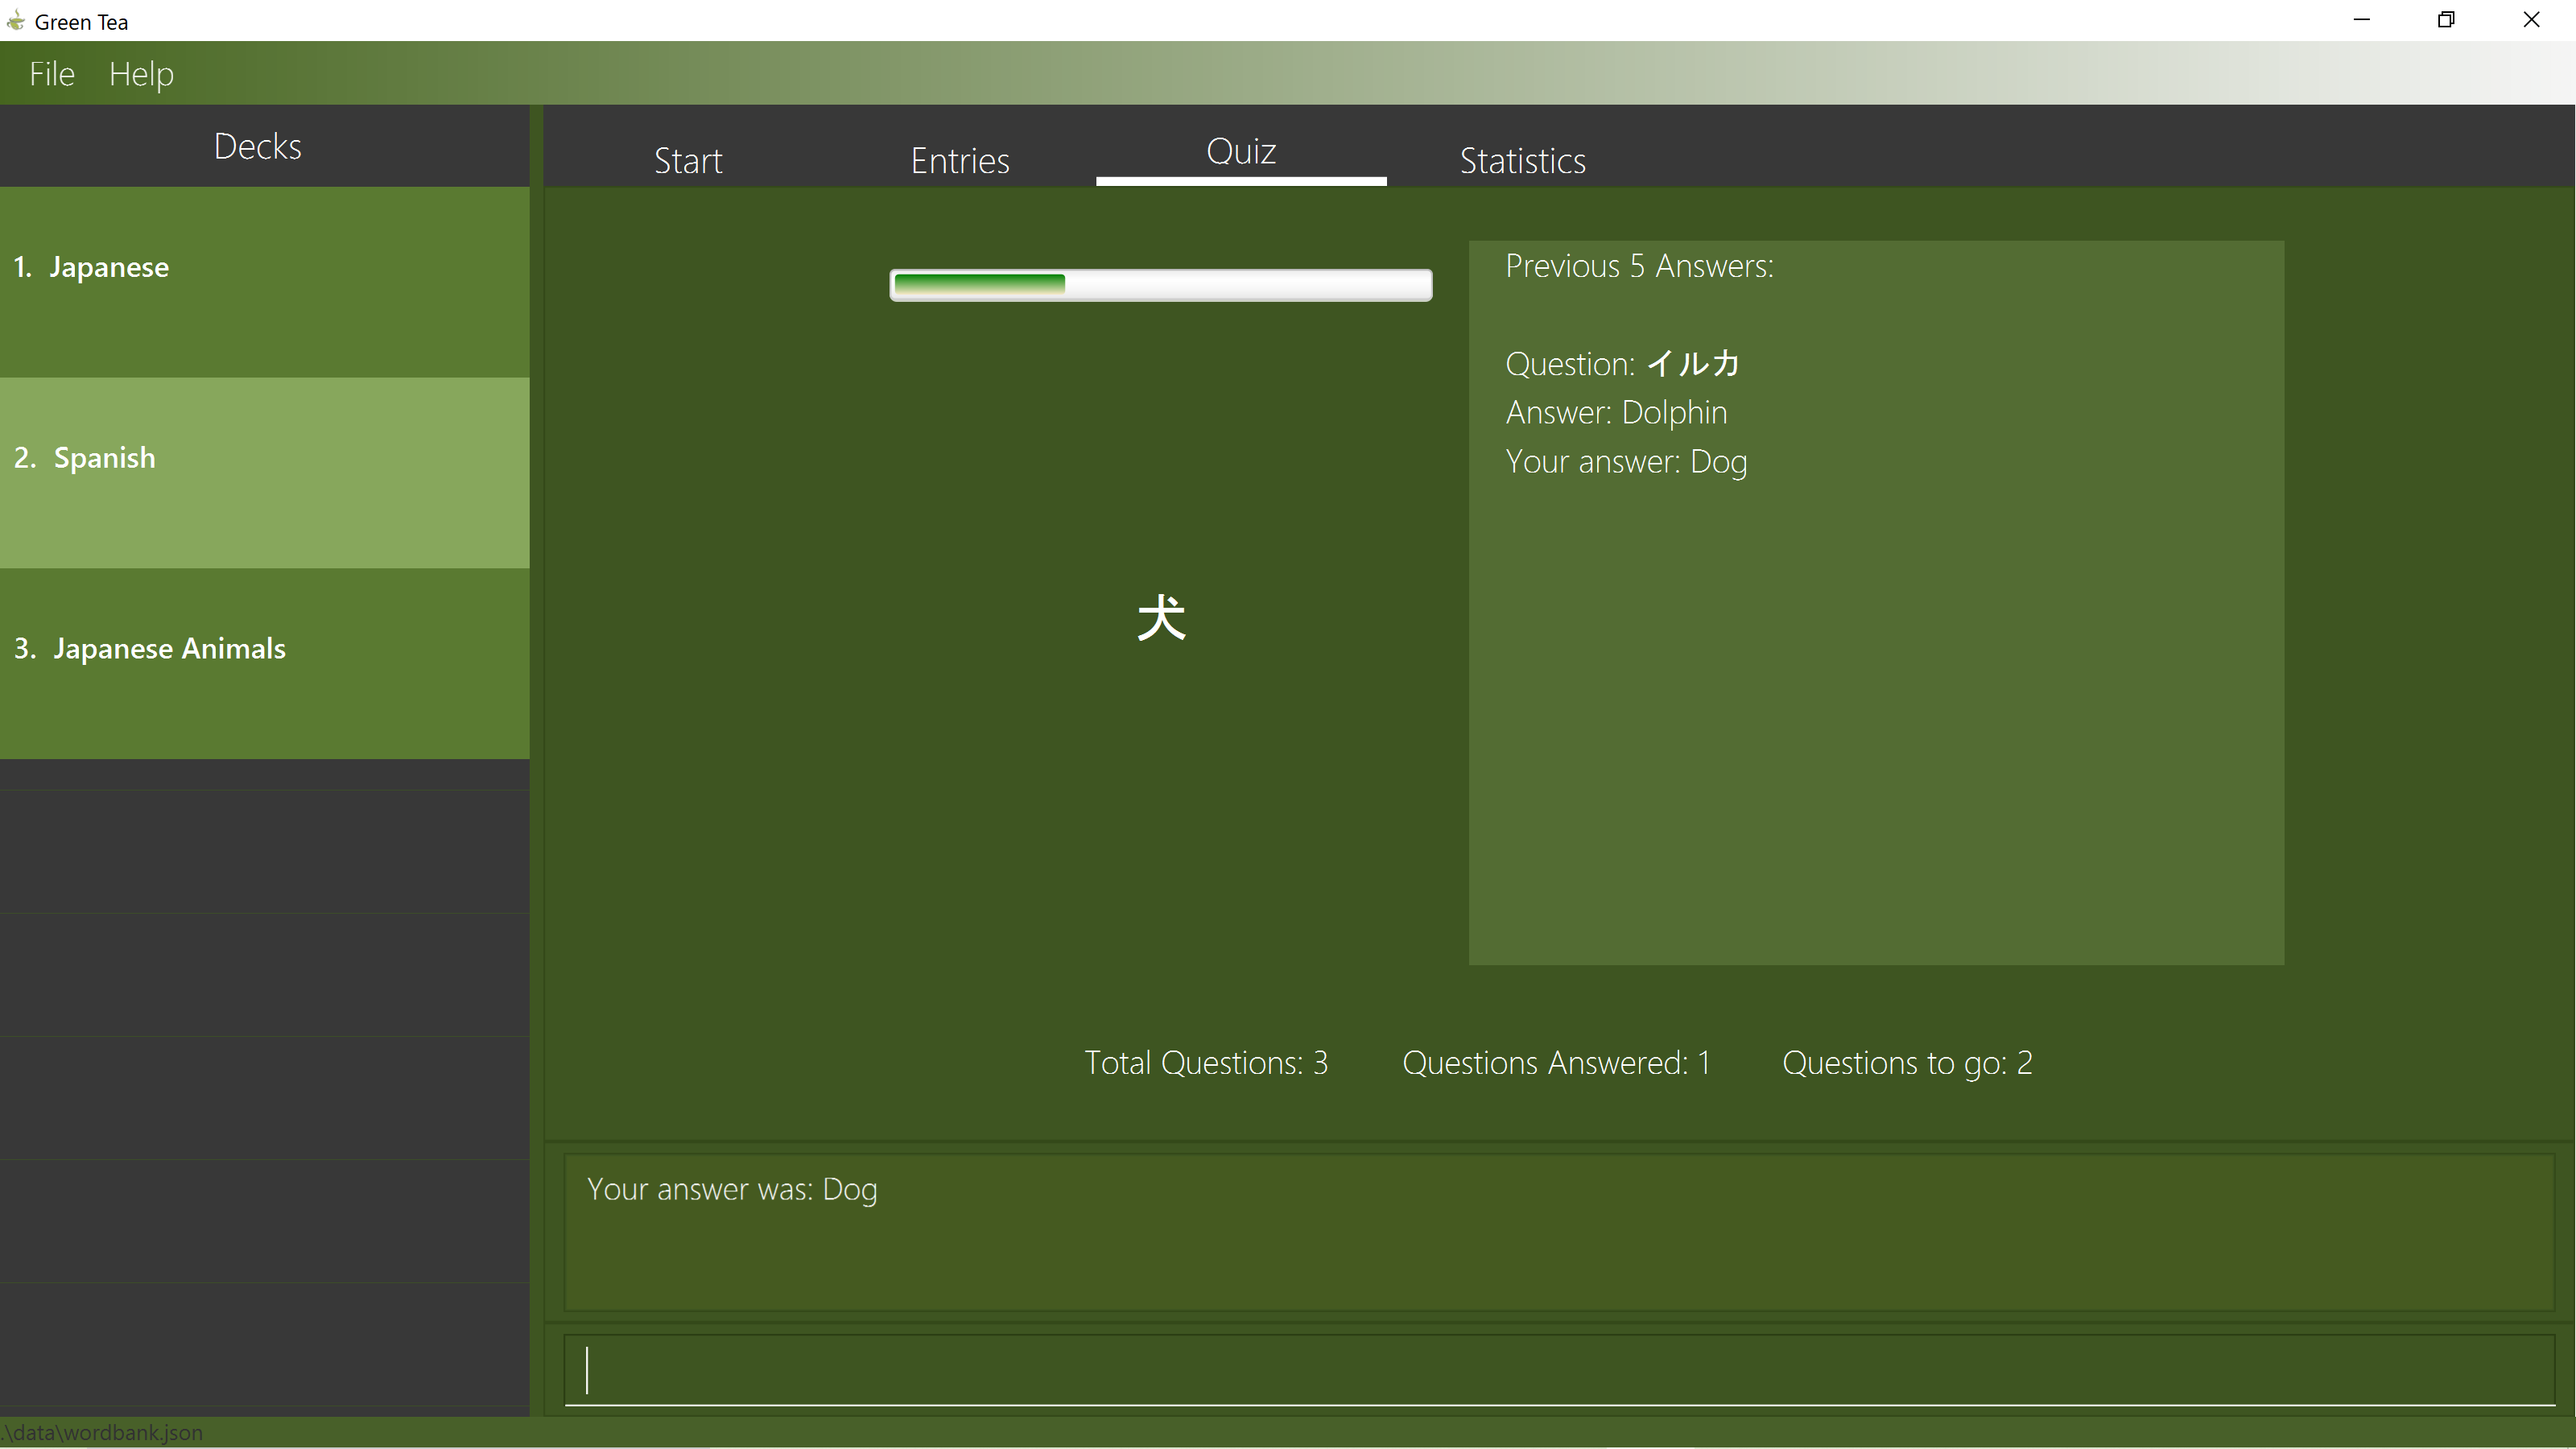 Green Tea
File Help
Decks
1. Japanese
2. Spanish
3. Japanese Animals
Start Entries Quiz Statistics
犬
Previous 5 Answers:
Question: イルカ
Answer: Dolphin
Your answer: Dog
Total Questions: 3 Questions Answered: 1 Questions to go: 2
Your answer was: Dog
.\data\wordbank.json